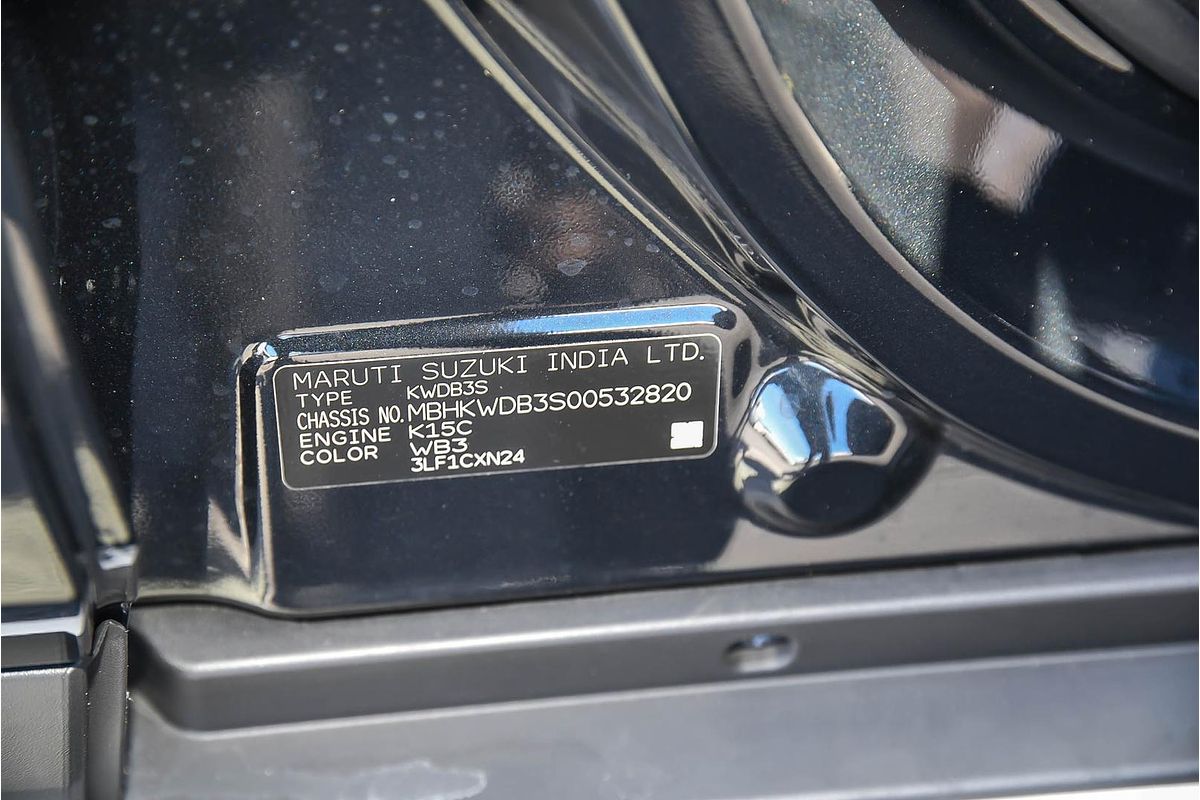 MARUTI SUZUKI INDIA LTD.
TYPE KWDB3S
CHASSIS NO. MBHKWDB3S00532820
ENGINE K15C
COLOR WB3
3LF1CXN24